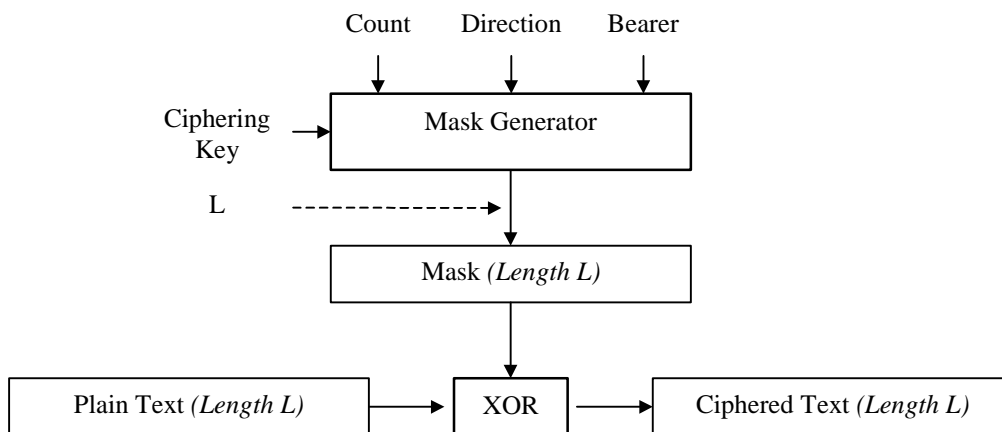 Count Direction Bearer
Ciphering
Key
Mask Generator
L
Mask (Length L)
Plain Text (Length L)
XOR
Ciphered Text (Length L)